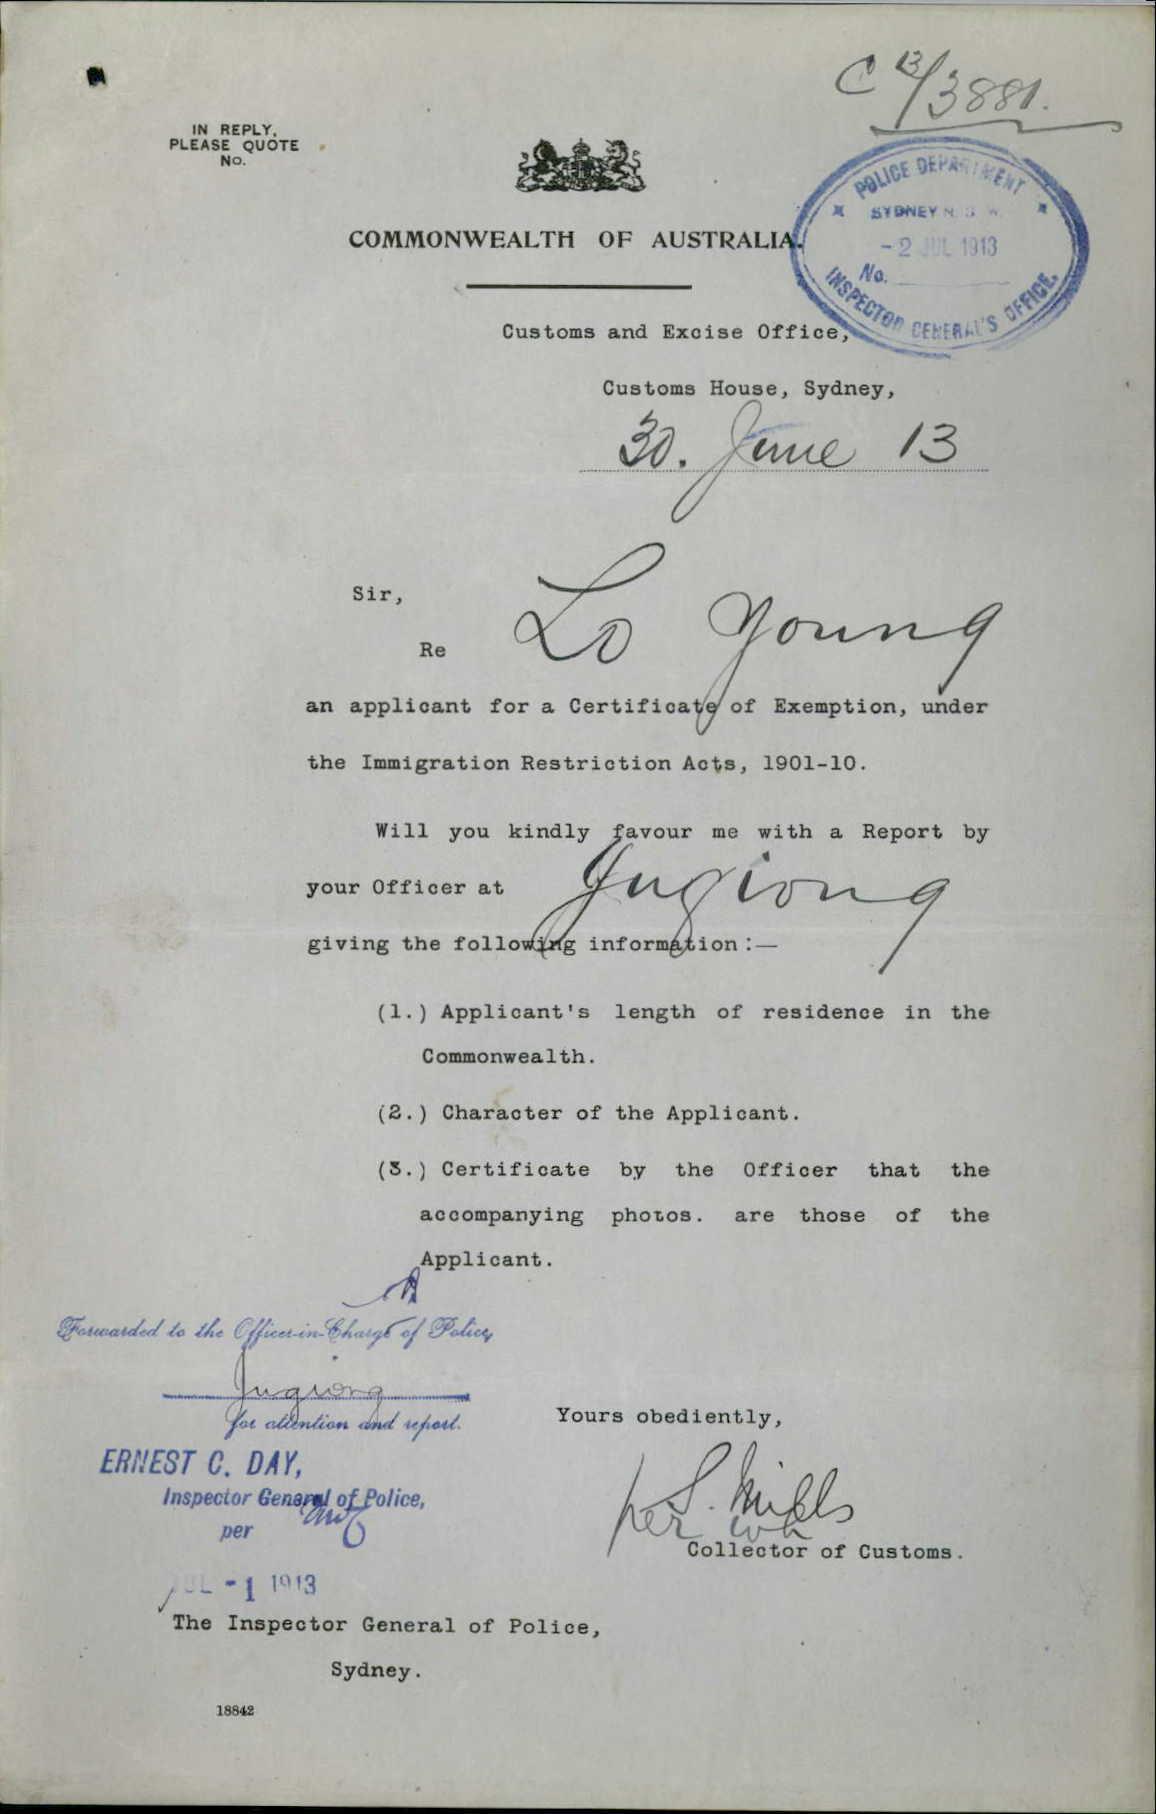 C 13/3881.
IN REPLY,
PLEASE QUOTE
No.
COMMONWEALTH OF AUSTRALIA.
POLICE DEPARTMENT
SYDNEY N. S. W.
- 2 JUL 1913
No.
INSPECTOR GENERAL'S OFFICE.
Customs and Excise Office,
Customs House, Sydney,
30. June 13
Sir,
Re Lo Young
an applicant for a Certificate of Exemption, under
the Immigration Restriction Acts, 1901-10.
Will you kindly favour me with a Report by
your Officer at Jugiong
giving the following information:—
(1.) Applicant's length of residence in the
Commonwealth.
(2.) Character of the Applicant.
(3.) Certificate by the Officer that the
accompanying photos. are those of the
Applicant.
Forwarded to the Officer-in-Charge of Police,
Jugiong
for attention and report.
ERNEST C. DAY,
Inspector General of Police,
per
JUL -1 1913
Yours obediently,
per S. Mills
Collector of Customs.
The Inspector General of Police,
Sydney.
18842